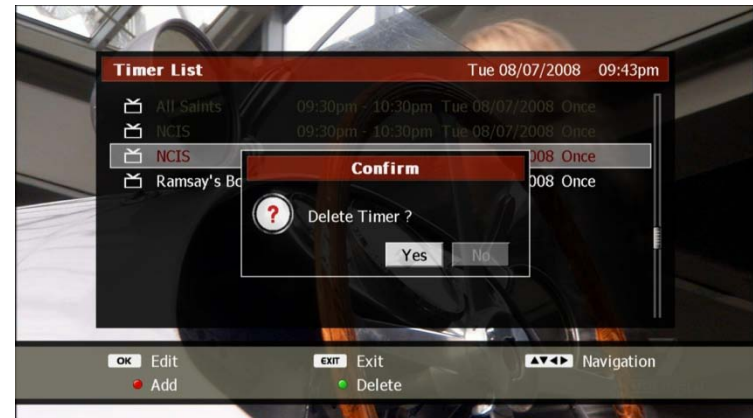 Timer List Tue 08/07/2008 09:43pm
All Saints 09:30pm - 10:30pm Tue 08/07/2008 Once
NCIS 09:30pm - 10:30pm Tue 08/07/2008 Once
NCIS 008 Once
Ramsay's Bo 008 Once
Confirm
?
Delete Timer ?
Yes No
OK Edit EXIT Exit ▲▼◀▶ Navigation
Add Delete